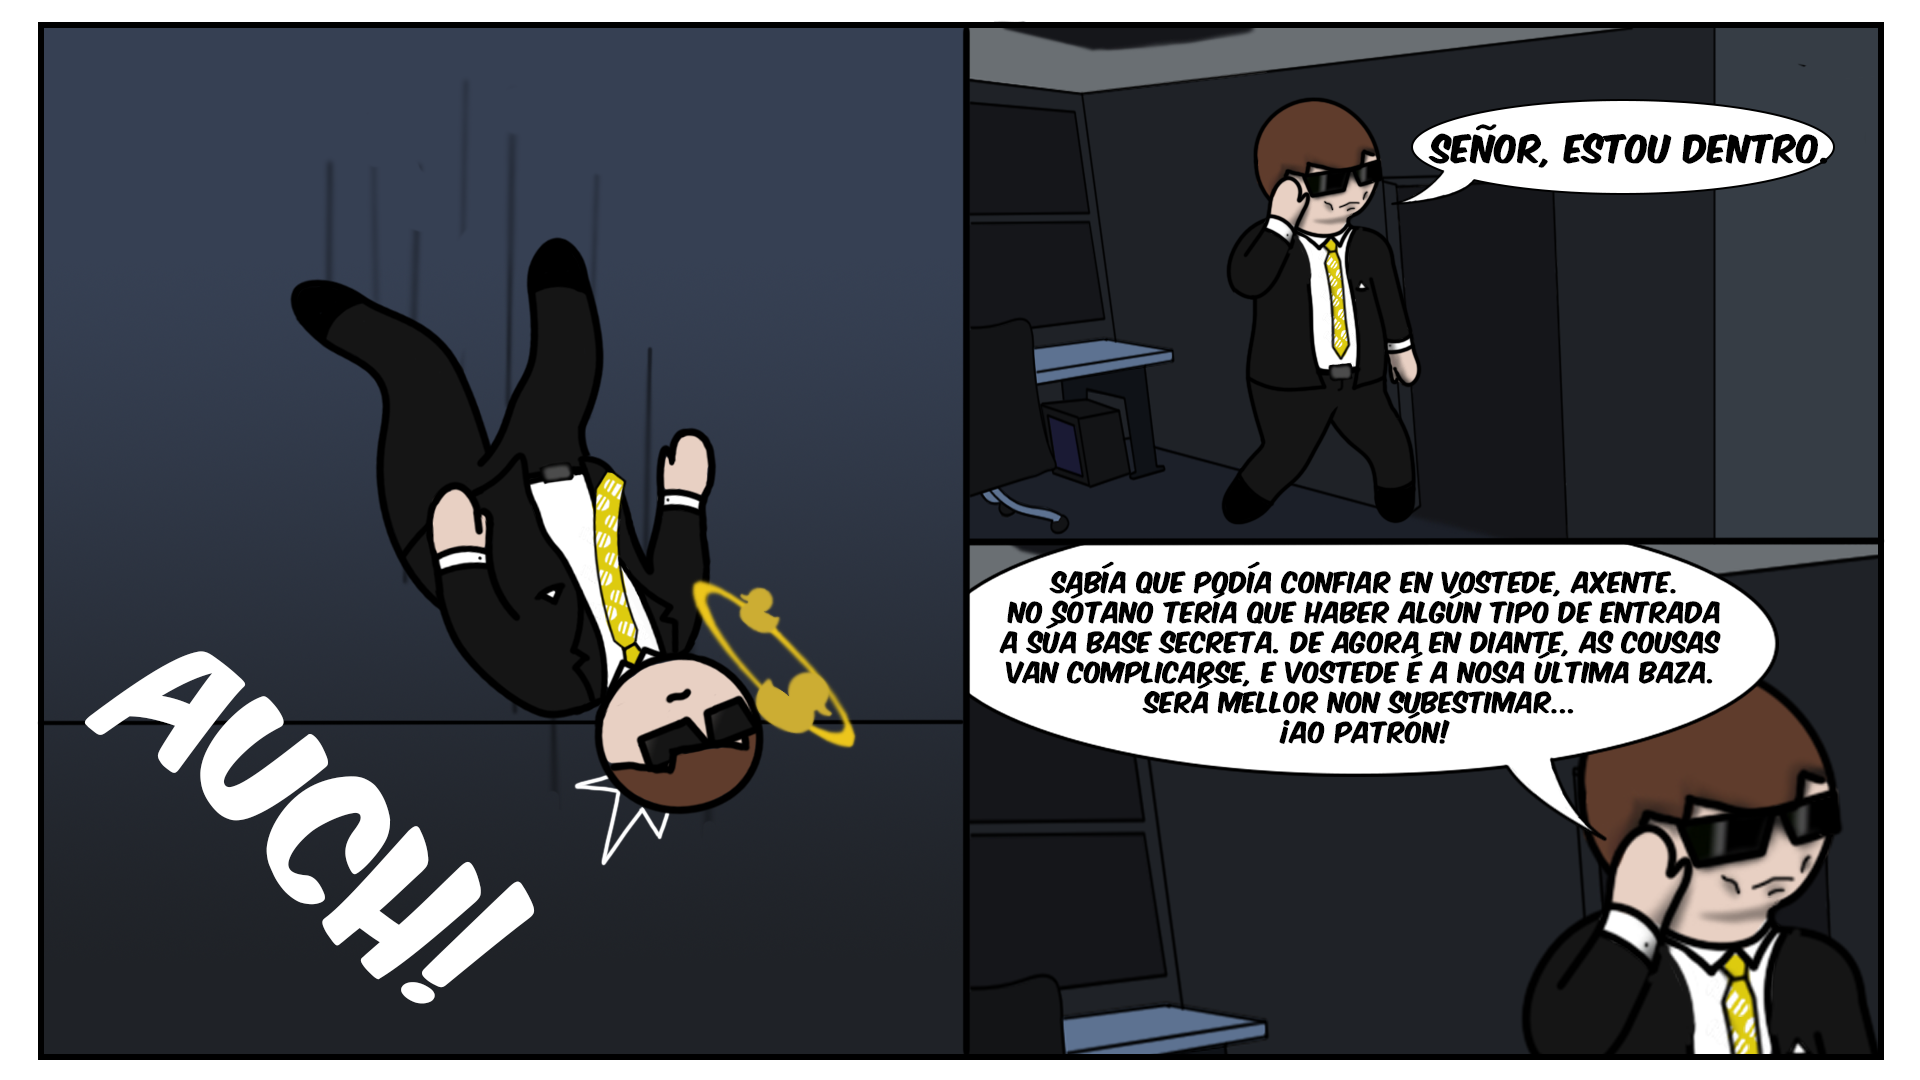 AUCH!
SEÑOR, ESTOU DENTRO.
SABÍA QUE PODÍA CONFIAR EN VOSTEDE, AXENTE.
NO SÓTANO TERÍA QUE HABER ALGÚN TIPO DE ENTRADA
A SÚA BASE SECRETA. DE AGORA EN DIANTE, AS COUSAS
VAN COMPLICARSE, E VOSTEDE É A NOSA ÚLTIMA BAZA.
SERÁ MELLOR NON SUBESTIMAR...
¡AO PATRÓN!